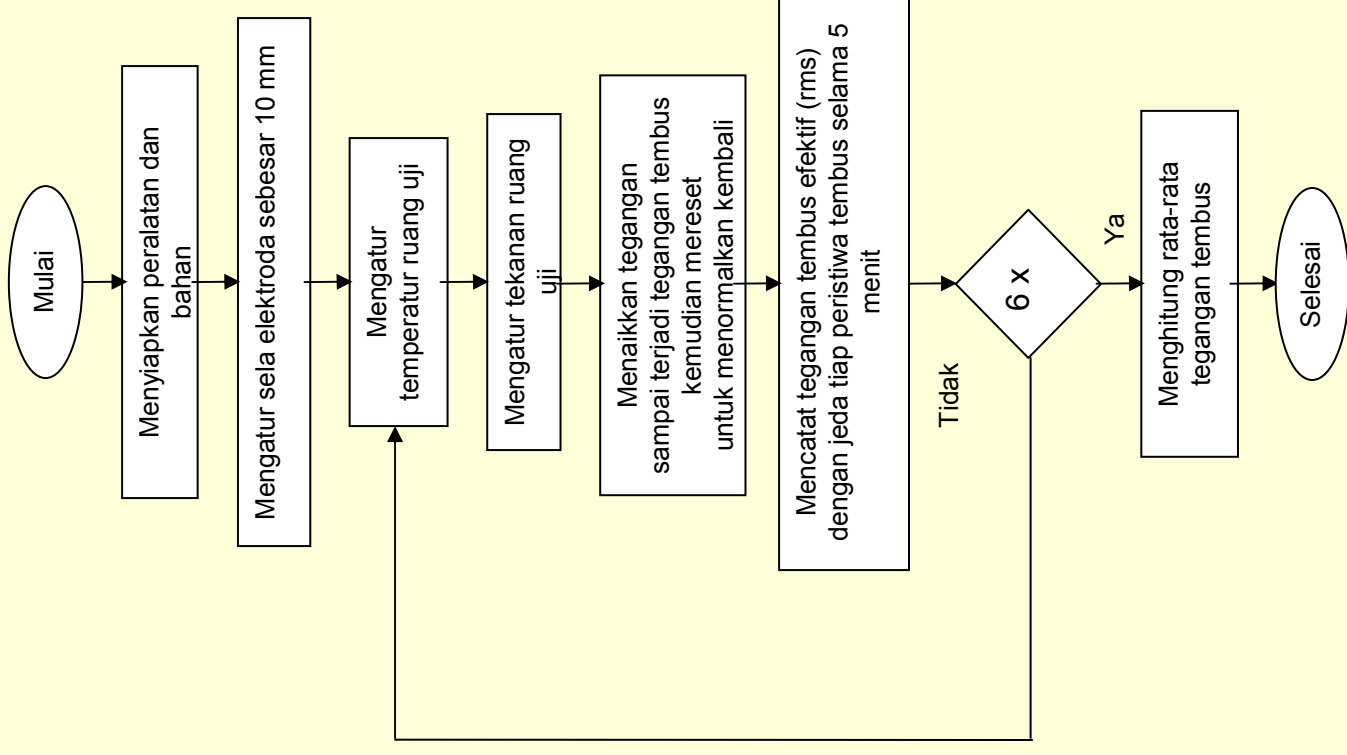 Mulai
Menyiapkan peralatan dan
bahan
Mengatur sela elektroda sebesar 10 mm
Mengatur
temperatur ruang uji
Mengatur tekanan ruang
uji
Menaikkan tegangan
sampai terjadi tegangan tembus
kemudian mereset
untuk menormalkan kembali
Mencatat tegangan tembus efektif (rms)
dengan jeda tiap peristiwa tembus selama 5
menit
6 x
Tidak
Ya
Menghitung rata-rata
tegangan tembus
Selesai